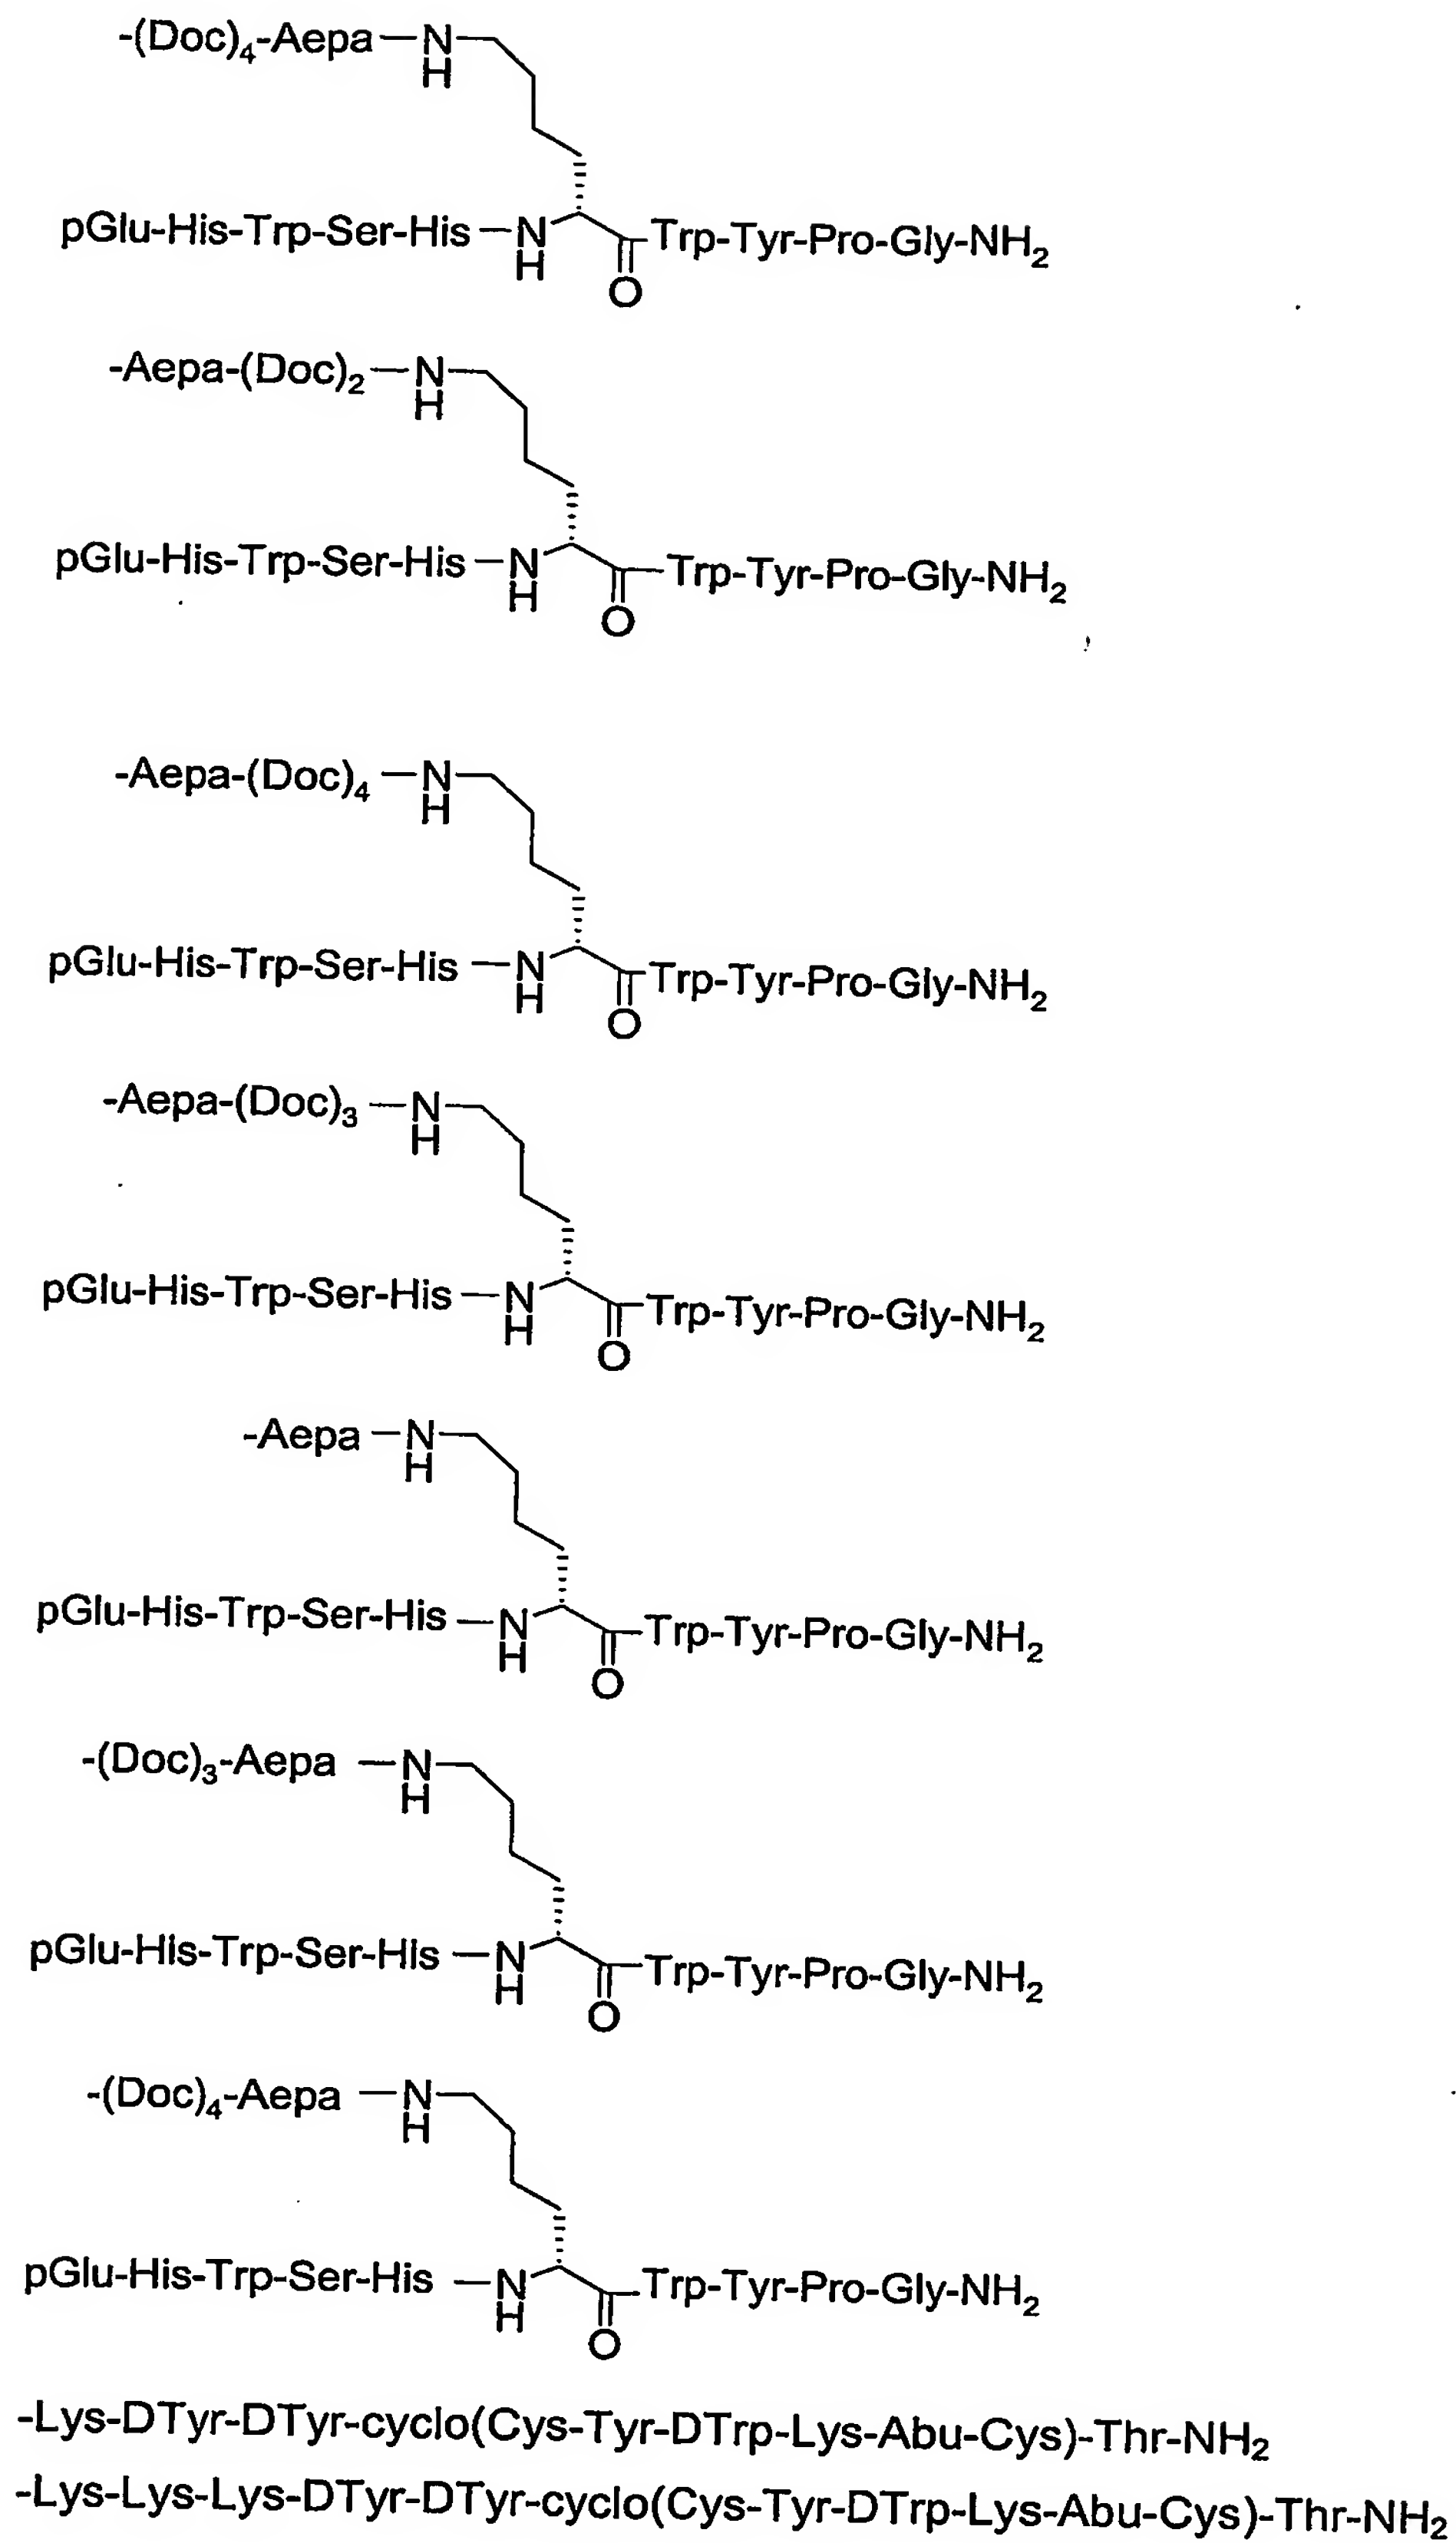 -(Doc)4-Aepa—N
H
pGlu-His-Trp-Ser-His—N Trp-Tyr-Pro-Gly-NH2
H
O
-Aepa-(Doc)2—N
H
pGlu-His-Trp-Ser-His—N Trp-Tyr-Pro-Gly-NH2
H
O
-Aepa-(Doc)4—N
H
pGlu-His-Trp-Ser-His—N Trp-Tyr-Pro-Gly-NH2
H
O
-Aepa-(Doc)3—N
H
pGlu-His-Trp-Ser-His—N Trp-Tyr-Pro-Gly-NH2
H
O
-Aepa—N
H
pGlu-His-Trp-Ser-His—N Trp-Tyr-Pro-Gly-NH2
H
O
-(Doc)3-Aepa—N
H
pGlu-His-Trp-Ser-His—N Trp-Tyr-Pro-Gly-NH2
H
O
-(Doc)4-Aepa—N
H
pGlu-His-Trp-Ser-His—N Trp-Tyr-Pro-Gly-NH2
H
O
-Lys-DTyr-DTyr-cyclo(Cys-Tyr-DTrp-Lys-Abu-Cys)-Thr-NH2
-Lys-Lys-Lys-DTyr-DTyr-cyclo(Cys-Tyr-DTrp-Lys-Abu-Cys)-Thr-NH2